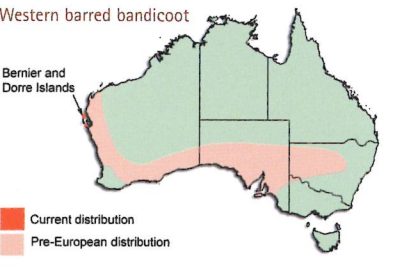 Western barred bandicoot
Bernier and
Dorre Islands
Current distribution
Pre-European distribution